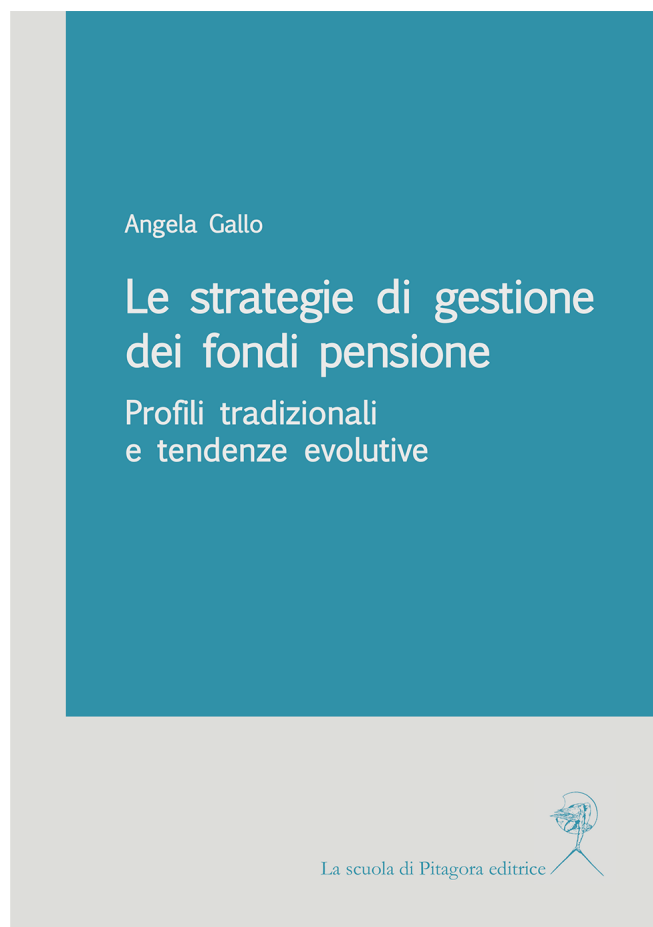 Angela Gallo
Le strategie di gestione
dei fondi pensione
Profili tradizionali
e tendenze evolutive
La scuola di Pitagora editrice